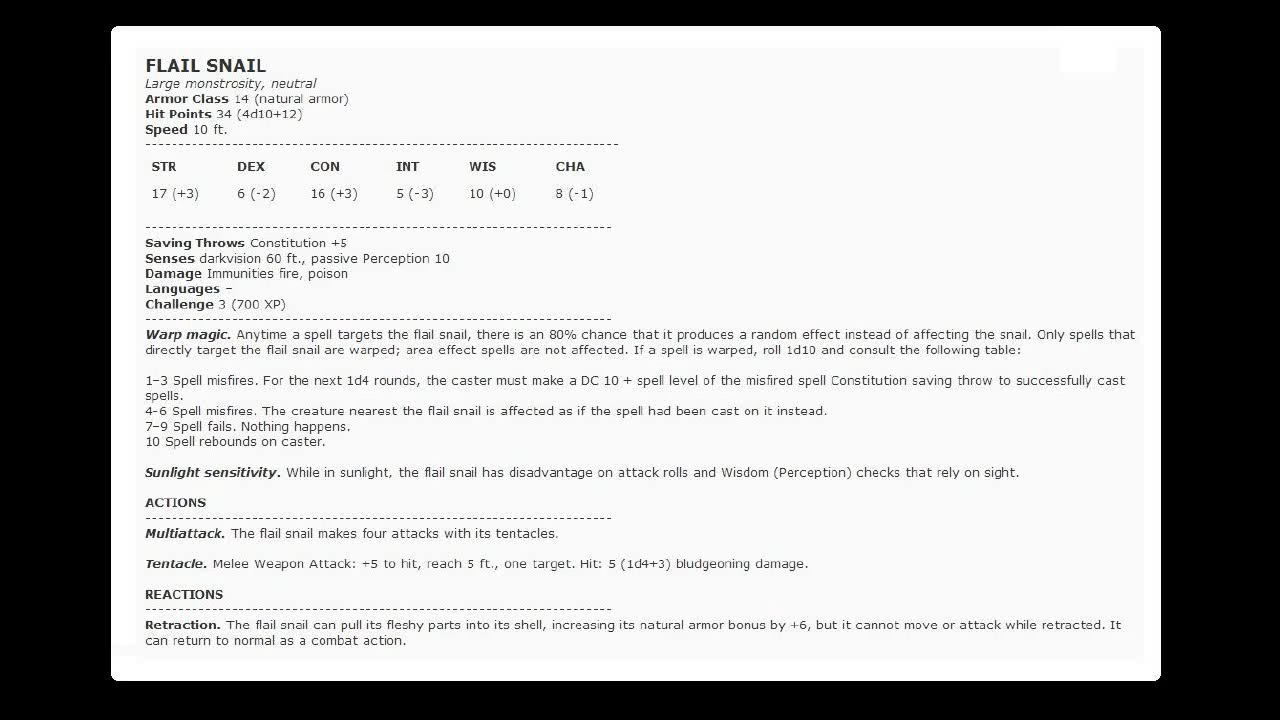 FLAIL SNAIL
Large monstrosity, neutral
Armor Class 14 (natural armor)
Hit Points 34 (4d10+12)
Speed 10 ft.
-----------------------------------------------------------
STR DEX CON INT WIS CHA
17 (+3) 6 (-2) 16 (+3) 5 (-3) 10 (+0) 8 (-1)
----------------------------------------------------------
Saving Throws Constitution +5
Senses darkvision 60 ft., passive Perception 10
Damage Immunities fire, poison
Languages –
Challenge 3 (700 XP)
----------------------------------------------------------
Warp magic. Anytime a spell targets the flail snail, there is an 80% chance that it produces a random effect instead of affecting the snail. Only spells that
directly target the flail snail are warped; area effect spells are not affected. If a spell is warped, roll 1d10 and consult the following table:
1–3 Spell misfires. For the next 1d4 rounds, the caster must make a DC 10 + spell level of the misfired spell Constitution saving throw to successfully cast
spells.
4-6 Spell misfires. The creature nearest the flail snail is affected as if the spell had been cast on it instead.
7–9 Spell fails. Nothing happens.
10 Spell rebounds on caster.
Sunlight sensitivity. While in sunlight, the flail snail has disadvantage on attack rolls and Wisdom (Perception) checks that rely on sight.
ACTIONS
----------------------------------------------------------
Multiattack. The flail snail makes four attacks with its tentacles.
Tentacle. Melee Weapon Attack: +5 to hit, reach 5 ft., one target. Hit: 5 (1d4+3) bludgeoning damage.
REACTIONS
----------------------------------------------------------
Retraction. The flail snail can pull its fleshy parts into its shell, increasing its natural armor bonus by +6, but it cannot move or attack while retracted. It
can return to normal as a combat action.